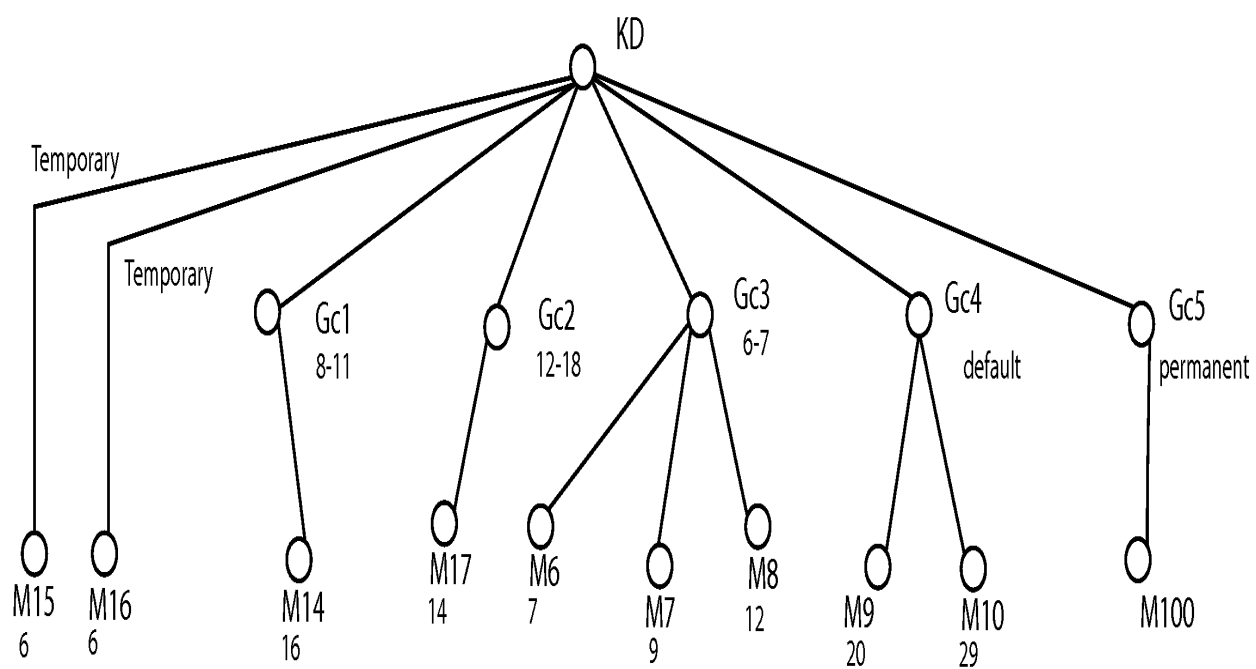 KD
Temporary
Temporary
Gc1
8-11
Gc2
12-18
Gc3
6-7
Gc4
default
Gc5
permanent
M15
6
M16
6
M14
16
M17
14
M6
7
M7
9
M8
12
M9
20
M10
29
M100